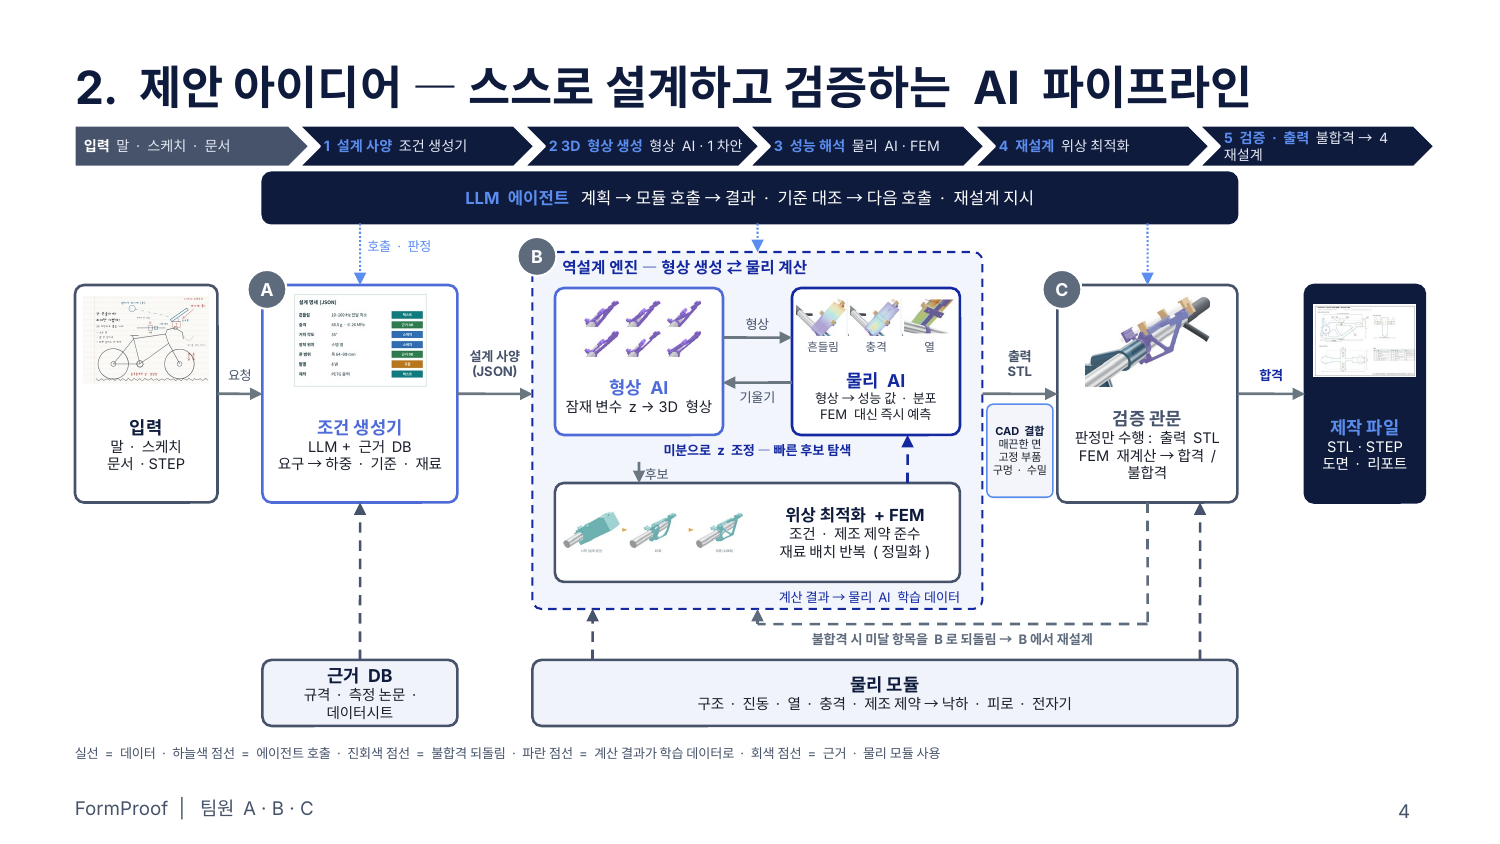 2. 제안 아이디어 — 스스로 설계하고 검증하는 AI 파이프라인
입력 말 · 스케치 · 문서
1 설계 사양 조건 생성기
2 3D 형상 생성 형상 AI · 1차안
3 성능 해석 물리 AI · FEM
4 재설계 위상 최적화
5 검증 · 출력 불합격 → 4
재설계
LLM 에이전트 계획 → 모듈 호출 → 결과 · 기준 대조 → 다음 호출 · 재설계 지시
호출 · 판정
요청
입력
말 · 스케치
문서 · STEP
A
설계 명세 (JSON)
조건 생성기
LLM + 근거 DB
요구 → 하중 · 기준 · 재료
설계 사양
(JSON)
B
역설계 엔진 — 형상 생성 ⇄ 물리 계산
형상 AI
잠재 변수 z → 3D 형상
형상
기울기
흔들림
충격
열
물리 AI
형상 → 성능 값 · 분포
FEM 대신 즉시 예측
미분으로 z 조정 — 빠른 후보 탐색
후보
위상 최적화 + FEM
조건 · 제조 제약 준수
재료 배치 반복 ( 정밀화 )
계산 결과 → 물리 AI 학습 데이터
출력
STL
CAD 결합
매끈한 면
고정 부품
구멍 · 수밀
C
검증 관문
판정만 수행 : 출력 STL
FEM 재계산 → 합격 /
불합격
합격
제작 파일
STL · STEP
도면 · 리포트
불합격 시 미달 항목을 B 로 되돌림 → B 에서 재설계
근거 DB
규격 · 측정 논문 ·
데이터시트
물리 모듈
구조 · 진동 · 열 · 충격 · 제조 제약 → 낙하 · 피로 · 전자기
실선 = 데이터 · 하늘색 점선 = 에이전트 호출 · 진회색 점선 = 불합격 되돌림 · 파란 점선 = 계산 결과가 학습 데이터로 · 회색 점선 = 근거 · 물리 모듈 사용
FormProof | 팀원 A · B · C
4